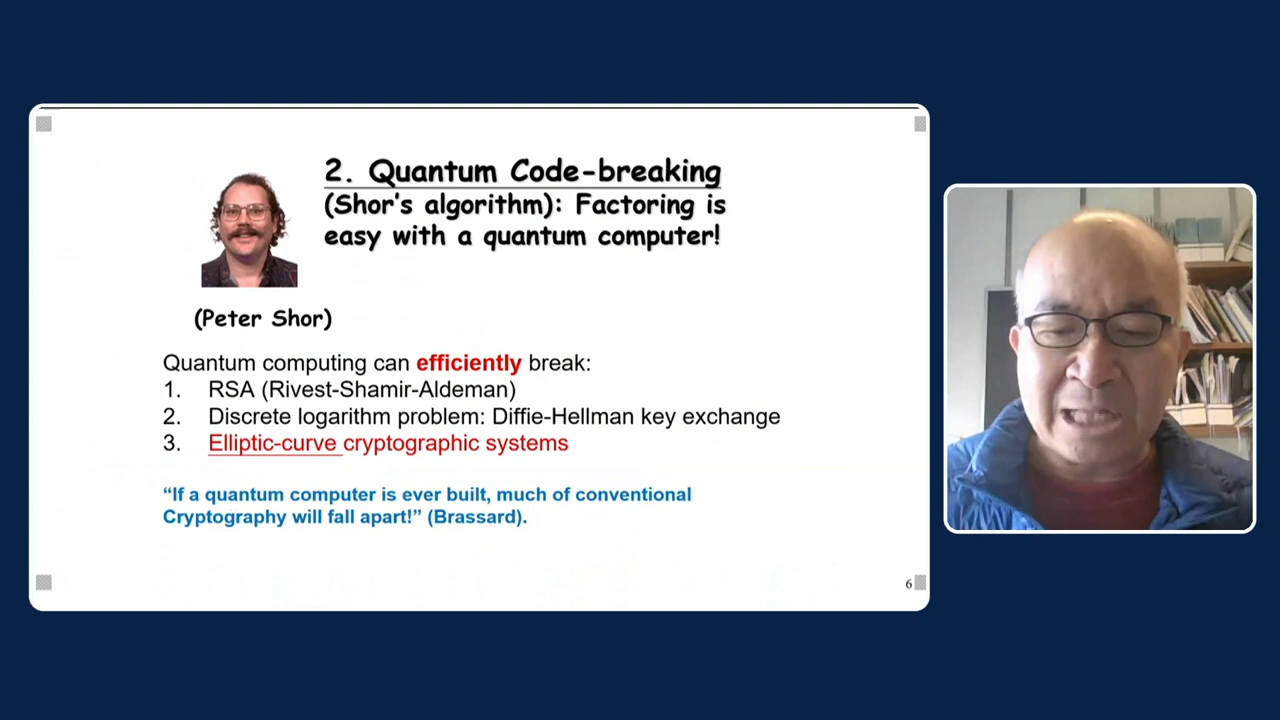 2. Quantum Code-breaking
(Shor's algorithm): Factoring is
easy with a quantum computer!
(Peter Shor)
Quantum computing can efficiently break:
1. RSA (Rivest-Shamir-Aldeman)
2. Discrete logarithm problem: Diffie-Hellman key exchange
3. Elliptic-curve cryptographic systems
“If a quantum computer is ever built, much of conventional
Cryptography will fall apart!” (Brassard).
6